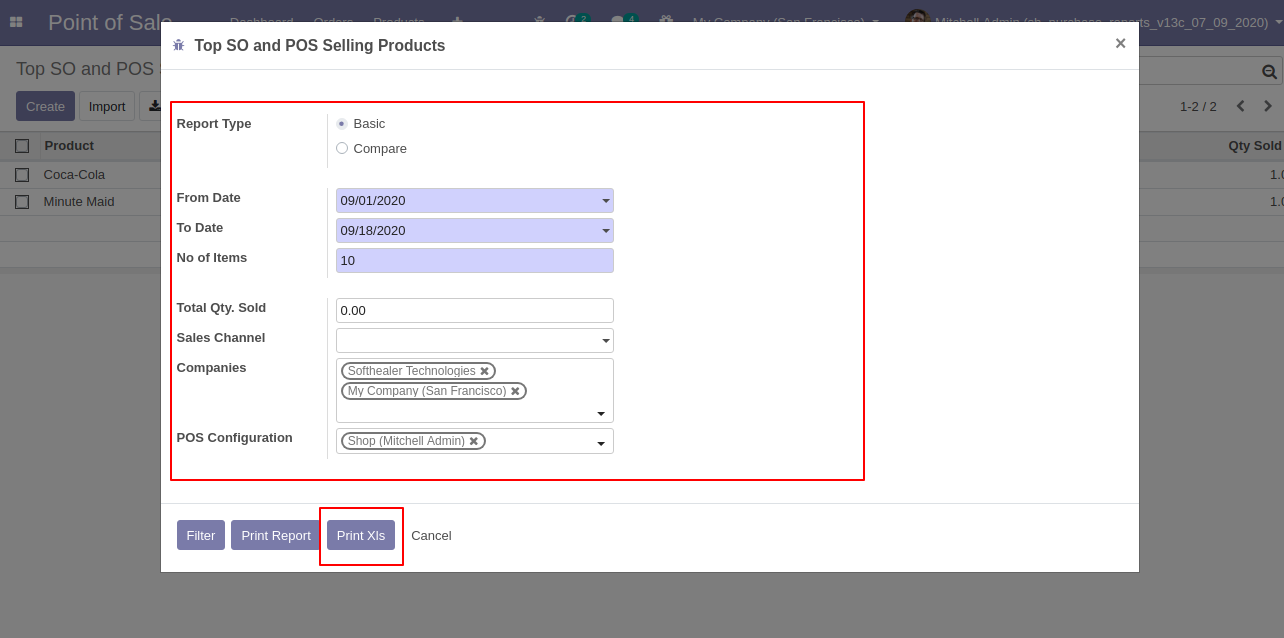 Point of Sale Dashboard Orders Products 2 4 My Company (San Francisco) Mitchell Admin (sh_purchase_reports_v13c_07_09_2020)
Top SO and POS Selling Products ×
Top SO and POS
Create Import 1-2 / 2
Product Qty Sold
Coca-Cola 1.0
Minute Maid 1.0
Report Type Basic
Compare
From Date 09/01/2020
To Date 09/18/2020
No of Items 10
Total Qty. Sold 0.00
Sales Channel
Companies Softhealer Technologies ✖
My Company (San Francisco) ✖
POS Configuration Shop (Mitchell Admin) ✖
Filter Print Report Print Xls Cancel